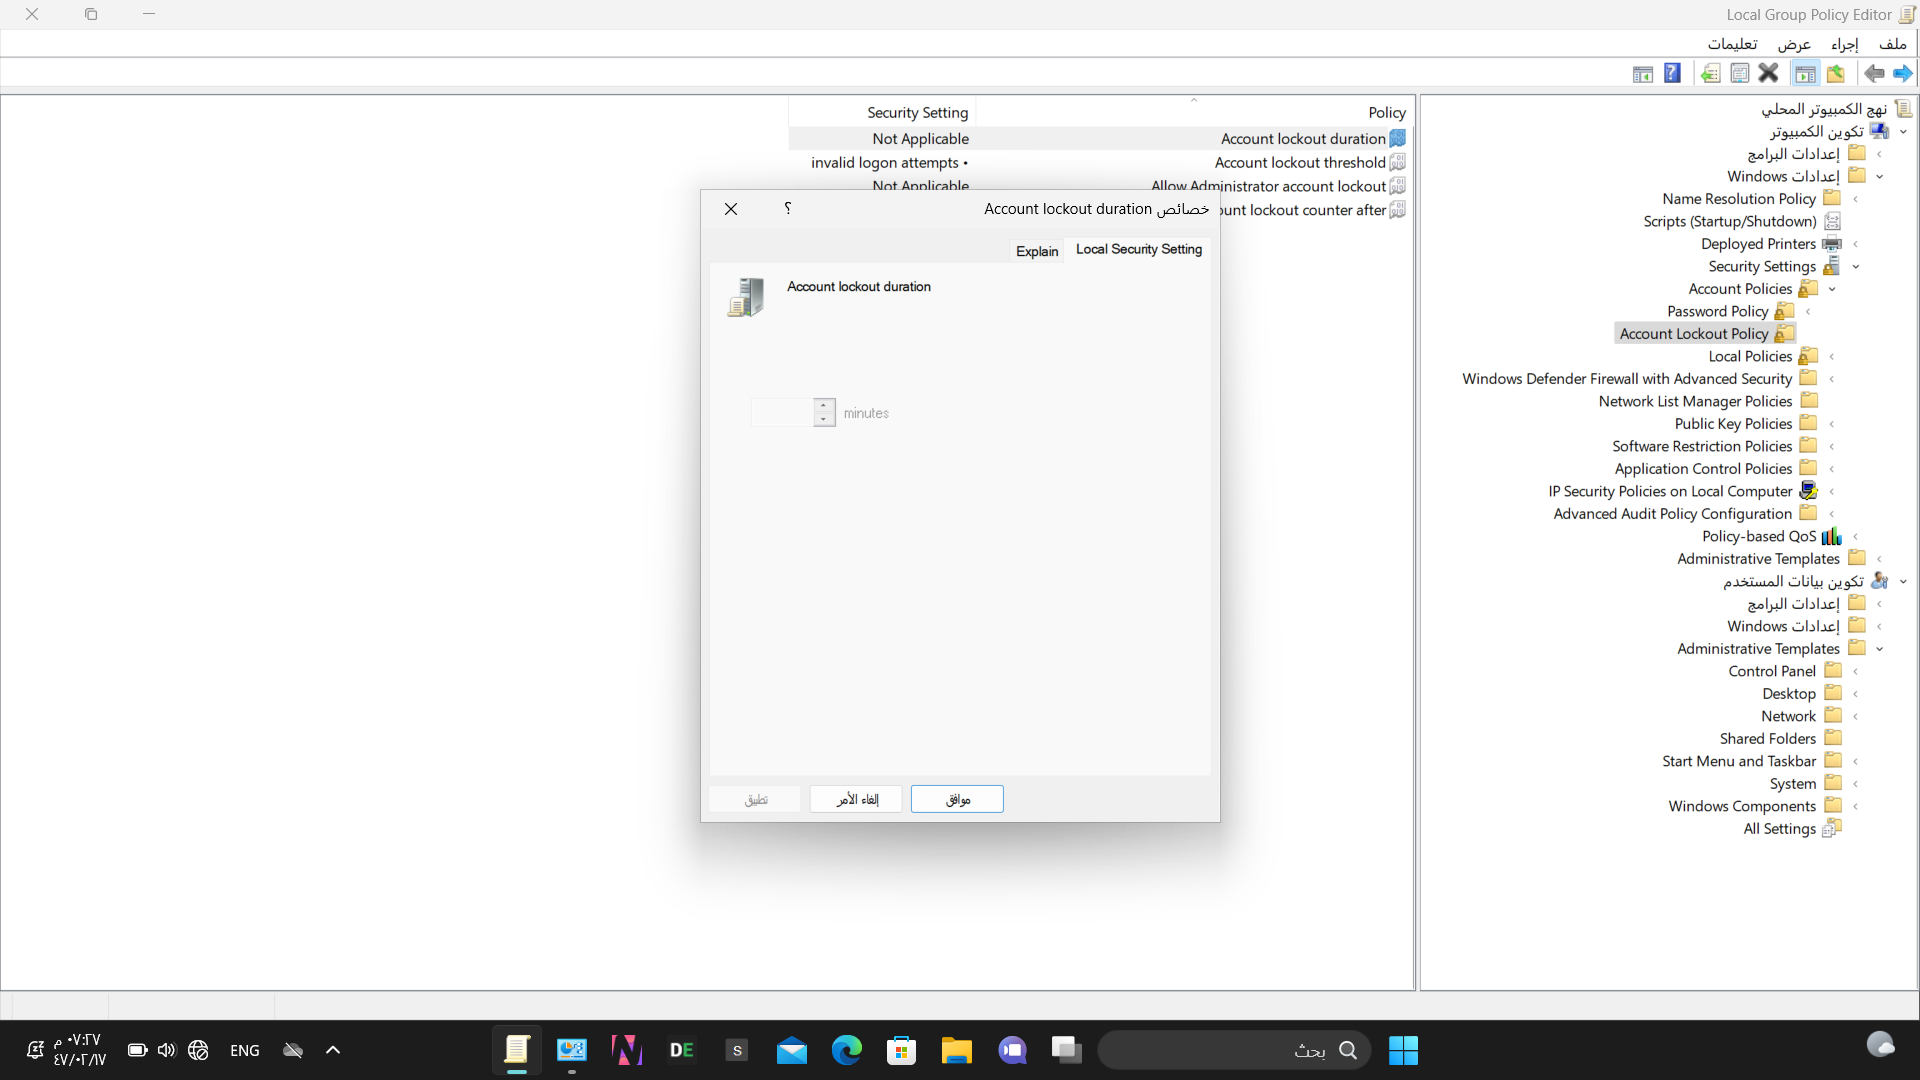 Local Group Policy Editor
ملف إجراء عرض تعليمات
Policy Security Setting
Account lockout duration Not Applicable
Account lockout threshold • invalid logon attempts
Allow Administrator account lockout Not Applicable
ount lockout counter after
نهج الكمبيوتر المحلي
تكوين الكمبيوتر
إعدادات البرامج
إعدادات Windows
Name Resolution Policy
Scripts (Startup/Shutdown)
Deployed Printers
Security Settings
Account Policies
Password Policy
Account Lockout Policy
Local Policies
Windows Defender Firewall with Advanced Security
Network List Manager Policies
Public Key Policies
Software Restriction Policies
Application Control Policies
IP Security Policies on Local Computer
Advanced Audit Policy Configuration
Policy-based QoS
Administrative Templates
تكوين بيانات المستخدم
إعدادات البرامج
إعدادات Windows
Administrative Templates
Control Panel
Desktop
Network
Shared Folders
Start Menu and Taskbar
System
Windows Components
All Settings
خصائص Account lockout duration
؟
Local Security Setting
Explain
Account lockout duration
minutes
موافق
إلغاء الأمر
تطبيق
بحث
S
DE
ENG
٠٧:٢٧ م
٤٧/٠٢/١٧